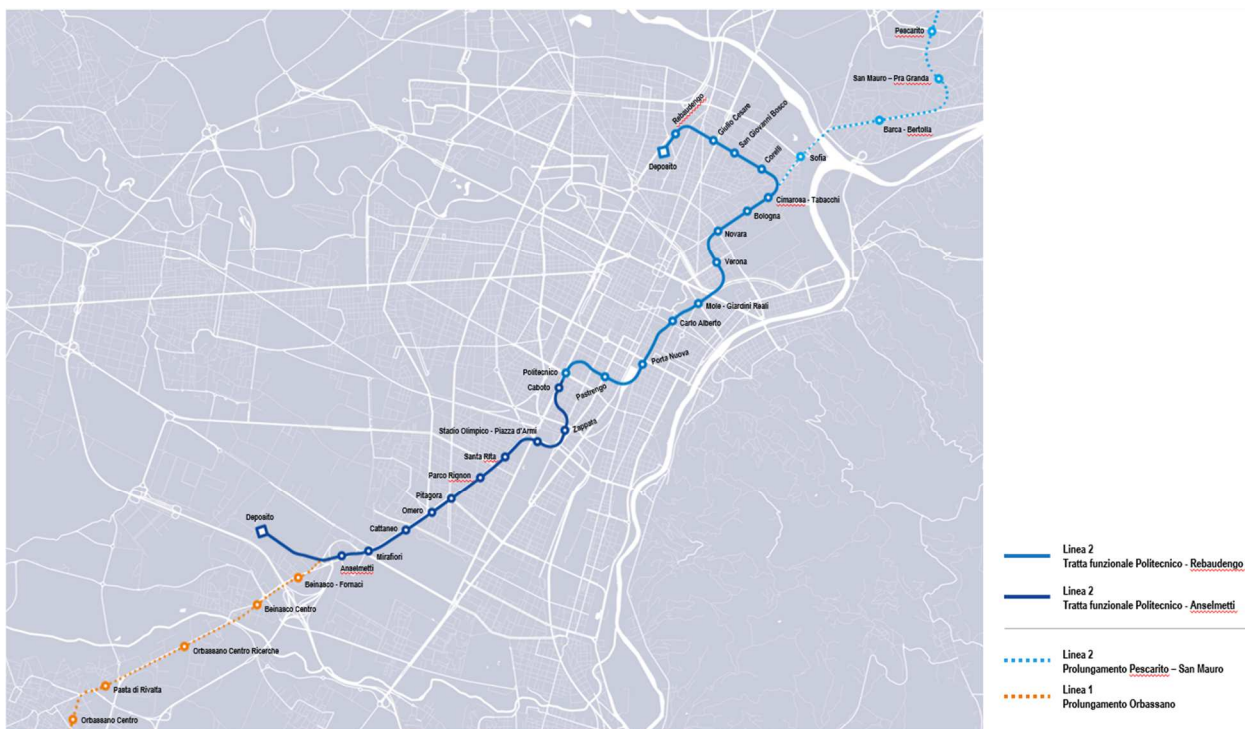 Pescarito
San Mauro – Pra Granda
Barca - Bertolla
Sofia
Rebaudengo
Giulio Cesare
San Giovanni Bosco
Corelli
Deposito
Cimarosa - Tabacchi
Bologna
Novara
Verona
Mole - Giardini Reali
Carlo Alberto
Porta Nuova
Pastrengo
Politecnico
Caboto
Zappata
Stadio Olimpico - Piazza d'Armi
Santa Rita
Parco Rignon
Pitagora
Omero
Cattaneo
Mirafiori
Anselmetti
Deposito
Beinasco - Fornaci
Beinasco Centro
Orbassano Centro Ricerche
Pasta di Rivalta
Orbassano Centro
Linea 2
Tratta funzionale Politecnico - Rebaudengo
Linea 2
Tratta funzionale Politecnico - Anselmetti
Linea 2
Prolungamento Pescarito – San Mauro
Linea 1
Prolungamento Orbassano